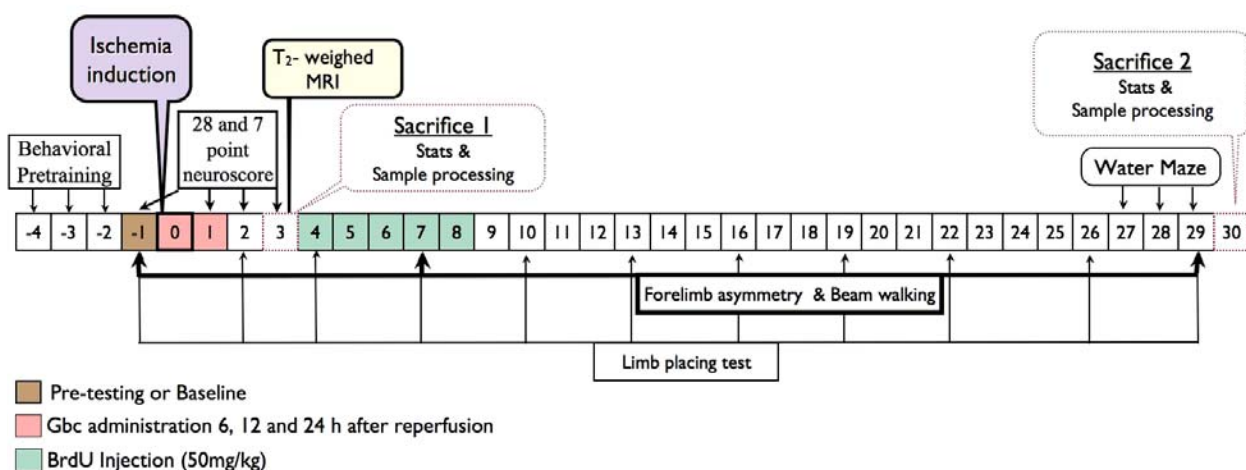 Ischemia
induction
T2- weighed
MRI
28 and 7
point
neuroscore
Behavioral
Pretraining
Sacrifice 1
Stats &
Sample processing
Sacrifice 2
Stats &
Sample processing
Water Maze
-4 -3 -2 -1 0 1 2 3 4 5 6 7 8 9 10 11 12 13 14 15 16 17 18 19 20 21 22 23 24 25 26 27 28 29 30
Forelimb asymmetry & Beam walking
Limb placing test
Pre-testing or Baseline
Gbc administration 6, 12 and 24 h after reperfusion
BrdU Injection (50mg/kg)